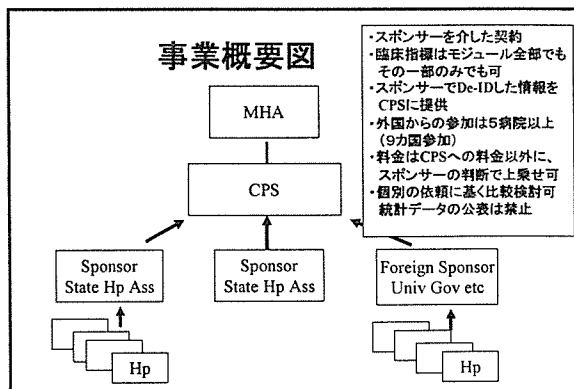 事業概要図
・スポンサーを介した契約
・臨床指標はモジュール全部でも
その一部のみでも可
・スポンサーでDe-IDした情報を
CPSに提供
・外国からの参加は5病院以上
(9カ国参加)
・料金はCPSへの料金以外に、
スポンサーの判断で上乗せ可
・個別の依頼に基く比較検討可
統計データの公表は禁止
MHA
CPS
Sponsor
State Hp Ass
Sponsor
State Hp Ass
Foreign Sponsor
Univ Gov etc
Hp
Hp